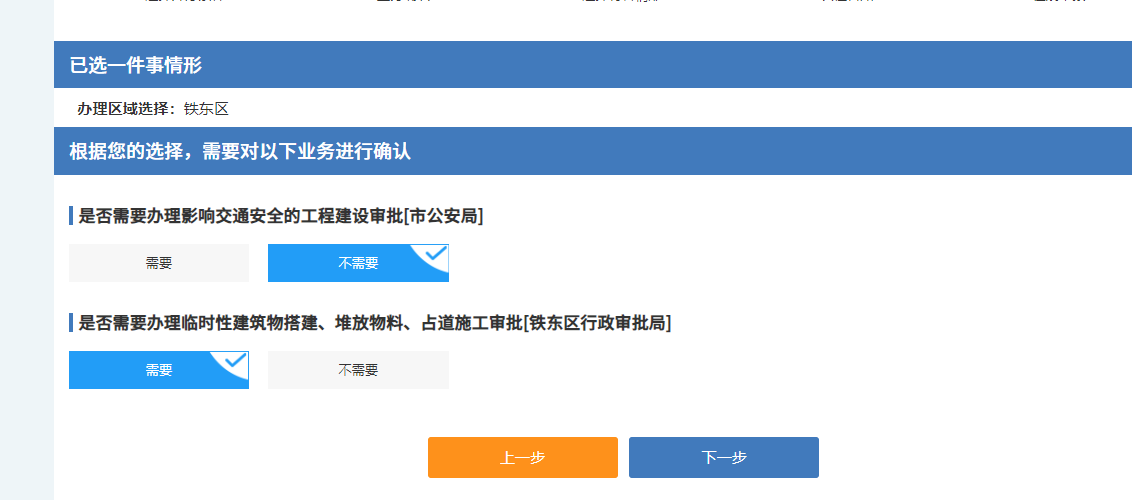 已选一件事情形
办理区域选择：铁东区
根据您的选择，需要对以下业务进行确认
是否需要办理影响交通安全的工程建设审批[市公安局]
需要 不需要
是否需要办理临时性建筑物搭建、堆放物料、占道施工审批[铁东区行政审批局]
需要 不需要
上一步 下一步